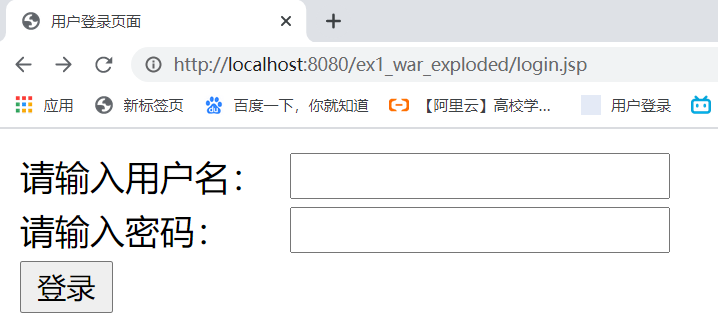 用户登录页面
http://localhost:8080/ex1_war_exploded/login.jsp
应用 新标签页 百度一下，你就知道 【阿里云】高校学... 用户登录
请输入用户名：
请输入密码：
登录